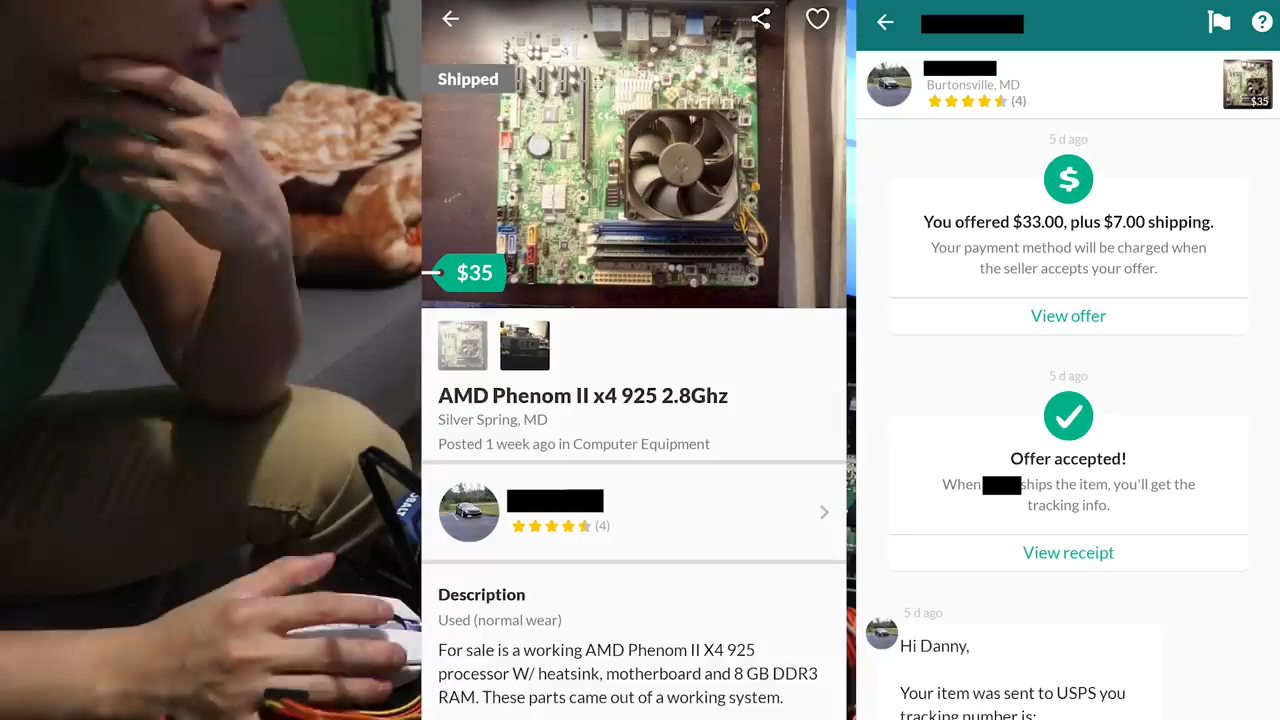 Shipped
$35
AMD Phenom II x4 925 2.8Ghz
Silver Spring, MD
Posted 1 week ago in Computer Equipment
(4)
Description
Used (normal wear)
For sale is a working AMD Phenom II X4 925
processor W/ heatsink, motherboard and 8 GB DDR3
RAM. These parts came out of a working system.
Burtonsville, MD
(4)
$35
5 d ago
You offered $33.00, plus $7.00 shipping.
Your payment method will be charged when
the seller accepts your offer.
View offer
5 d ago
Offer accepted!
When ships the item, you'll get the
tracking info.
View receipt
5 d ago
Hi Danny,
Your item was sent to USPS you
tracking number is: